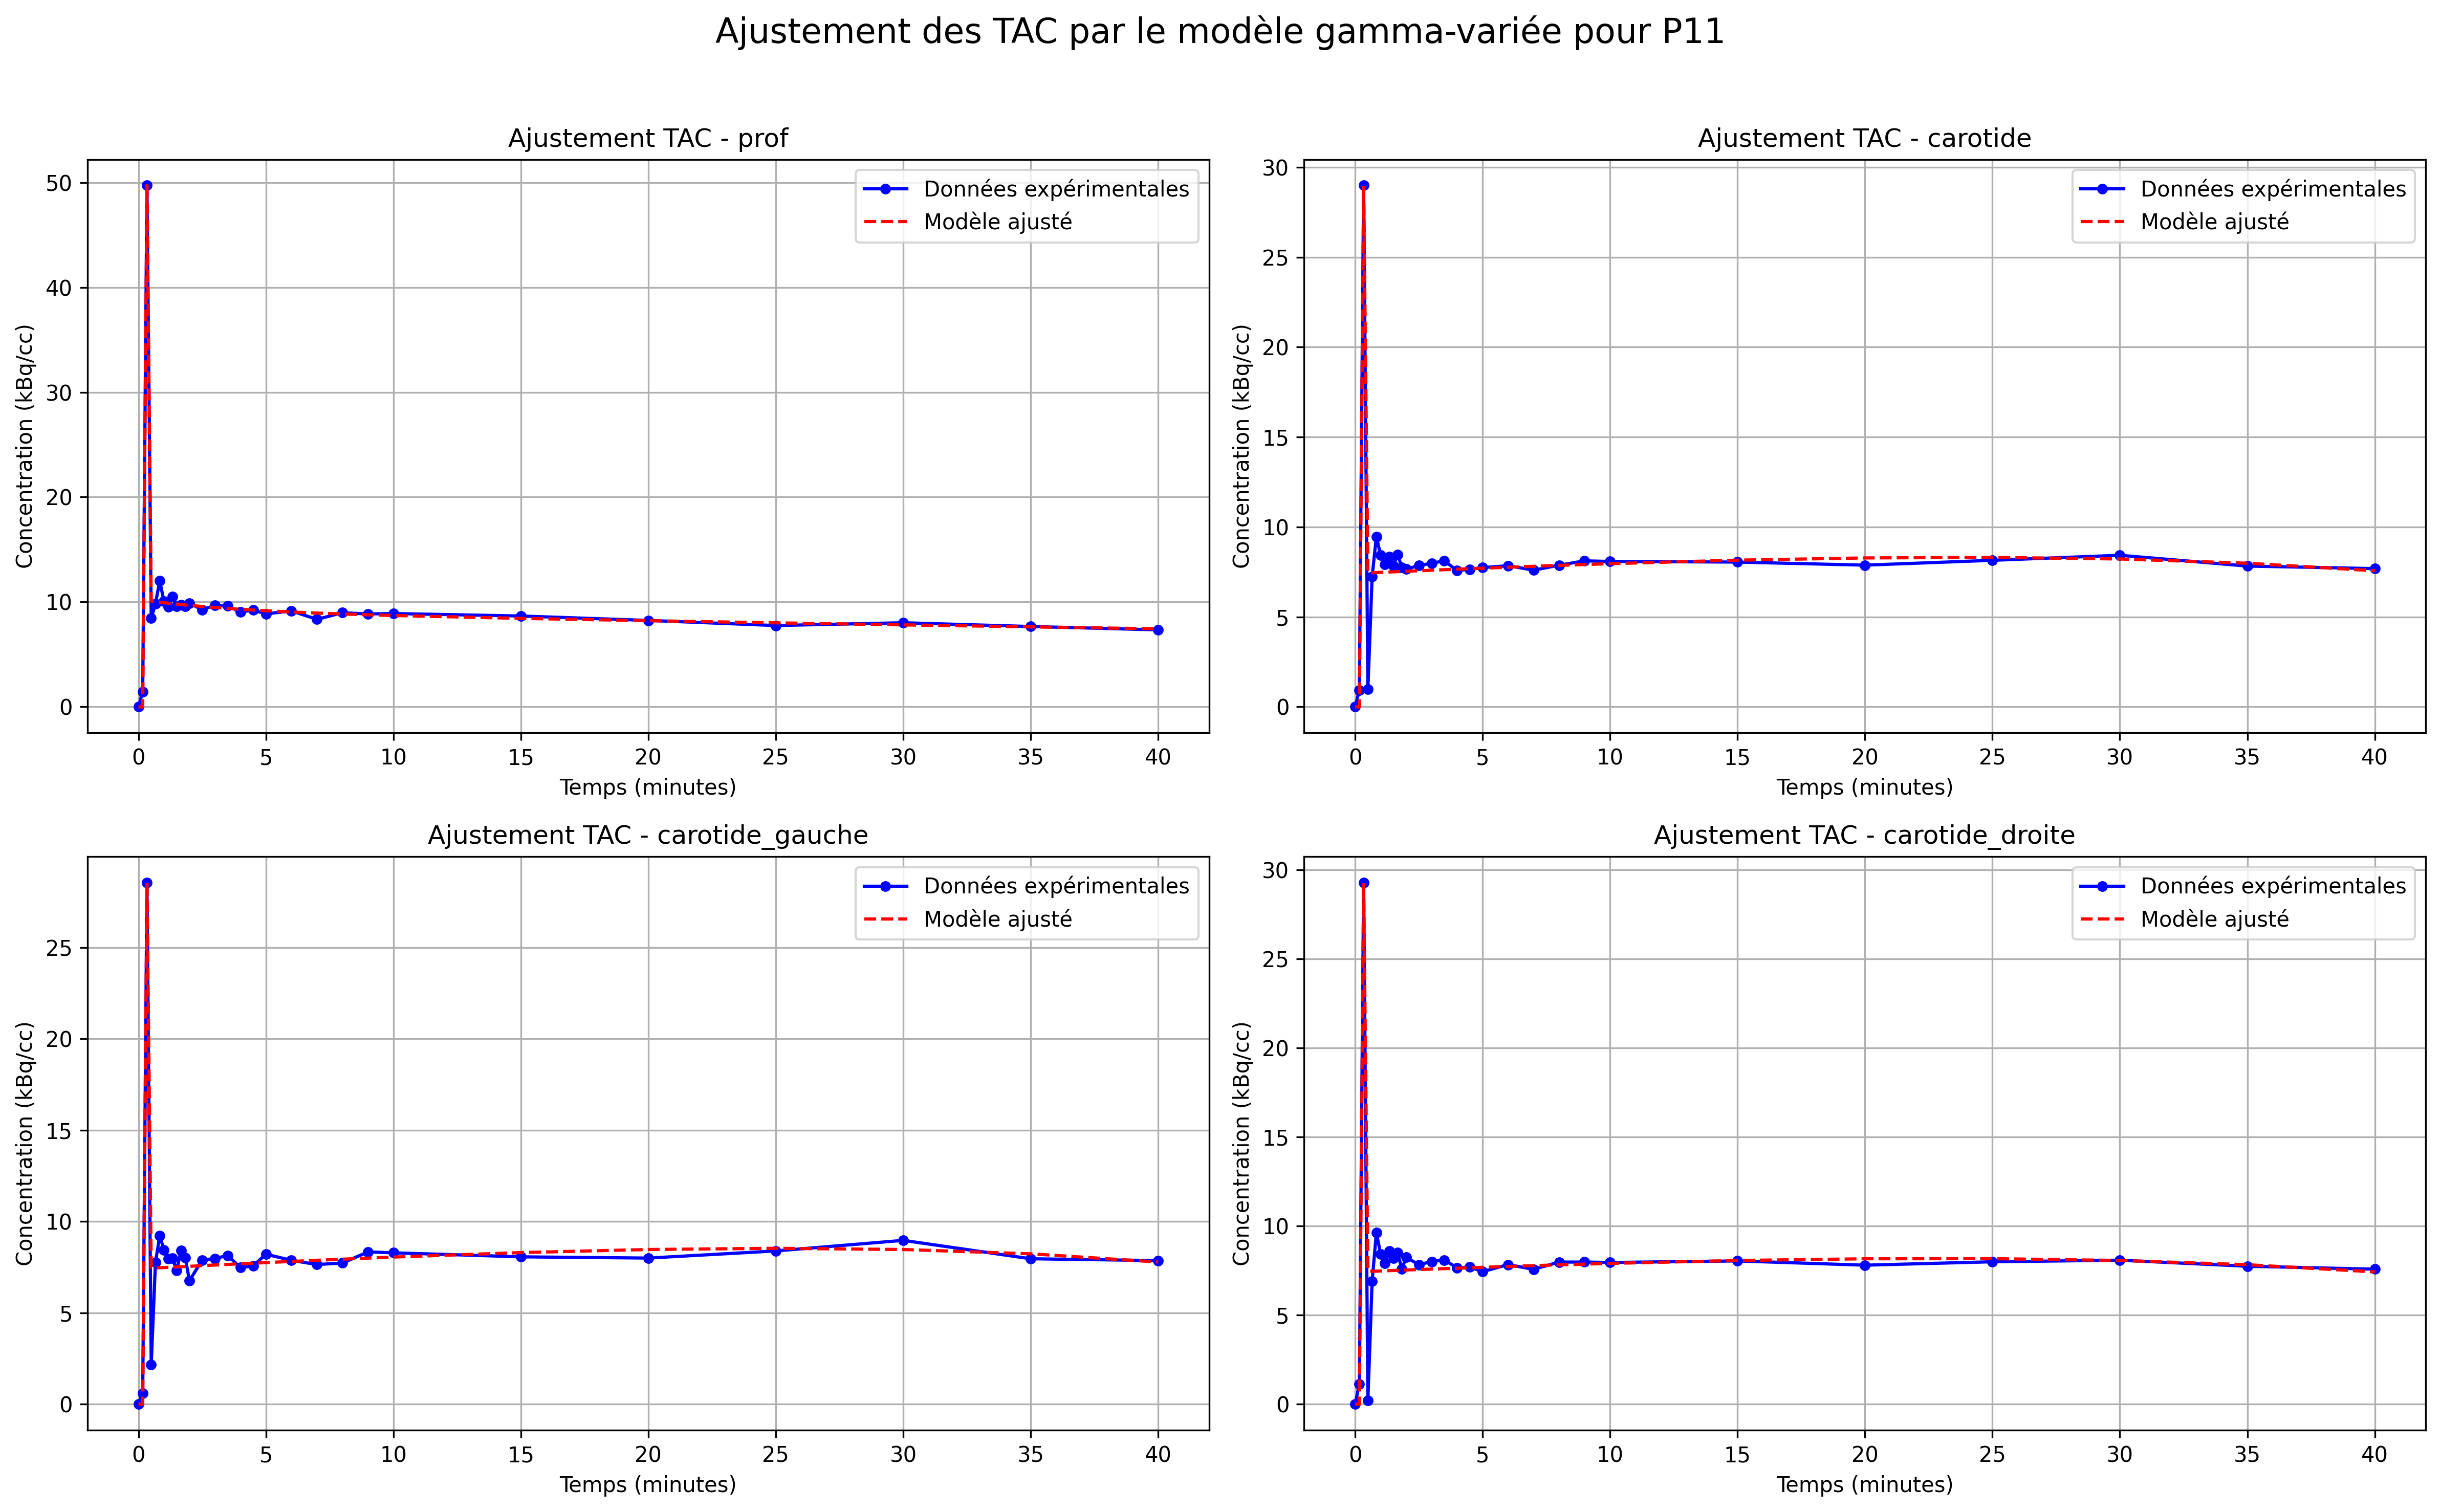 Ajustement des TAC par le modèle gamma-variée pour P11
Ajustement TAC - prof
Concentration (kBq/cc)
50
40
30
20
10
0
Données expérimentales
Modèle ajusté
0 5 10 15 20 25 30 35 40
Temps (minutes)
Ajustement TAC - carotide
Concentration (kBq/cc)
30
25
20
15
10
5
0
Données expérimentales
Modèle ajusté
0 5 10 15 20 25 30 35 40
Temps (minutes)
Ajustement TAC - carotide_gauche
Concentration (kBq/cc)
25
20
15
10
5
0
Données expérimentales
Modèle ajusté
0 5 10 15 20 25 30 35 40
Temps (minutes)
Ajustement TAC - carotide_droite
Concentration (kBq/cc)
30
25
20
15
10
5
0
Données expérimentales
Modèle ajusté
0 5 10 15 20 25 30 35 40
Temps (minutes)